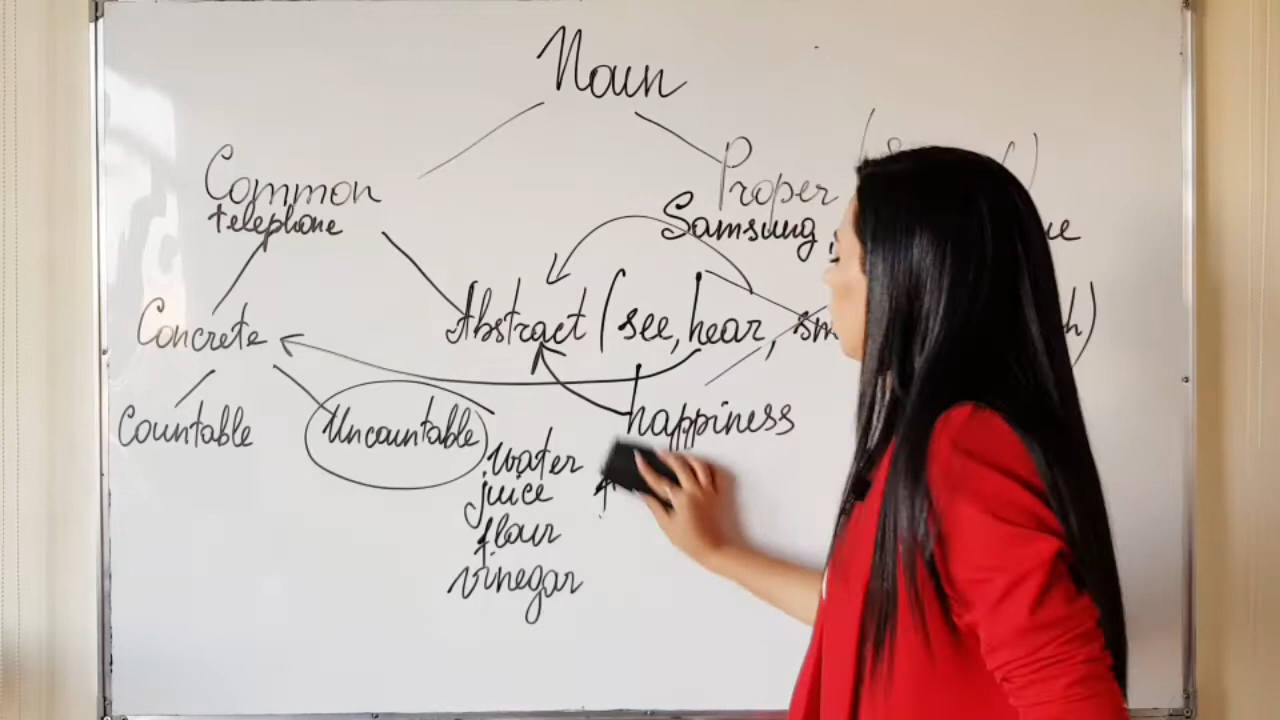 Noun
Common Proper
telephone Samsung,
Concrete Abstract (see, hear,
Countable Uncountable happiness
water
juice
flour
vinegar